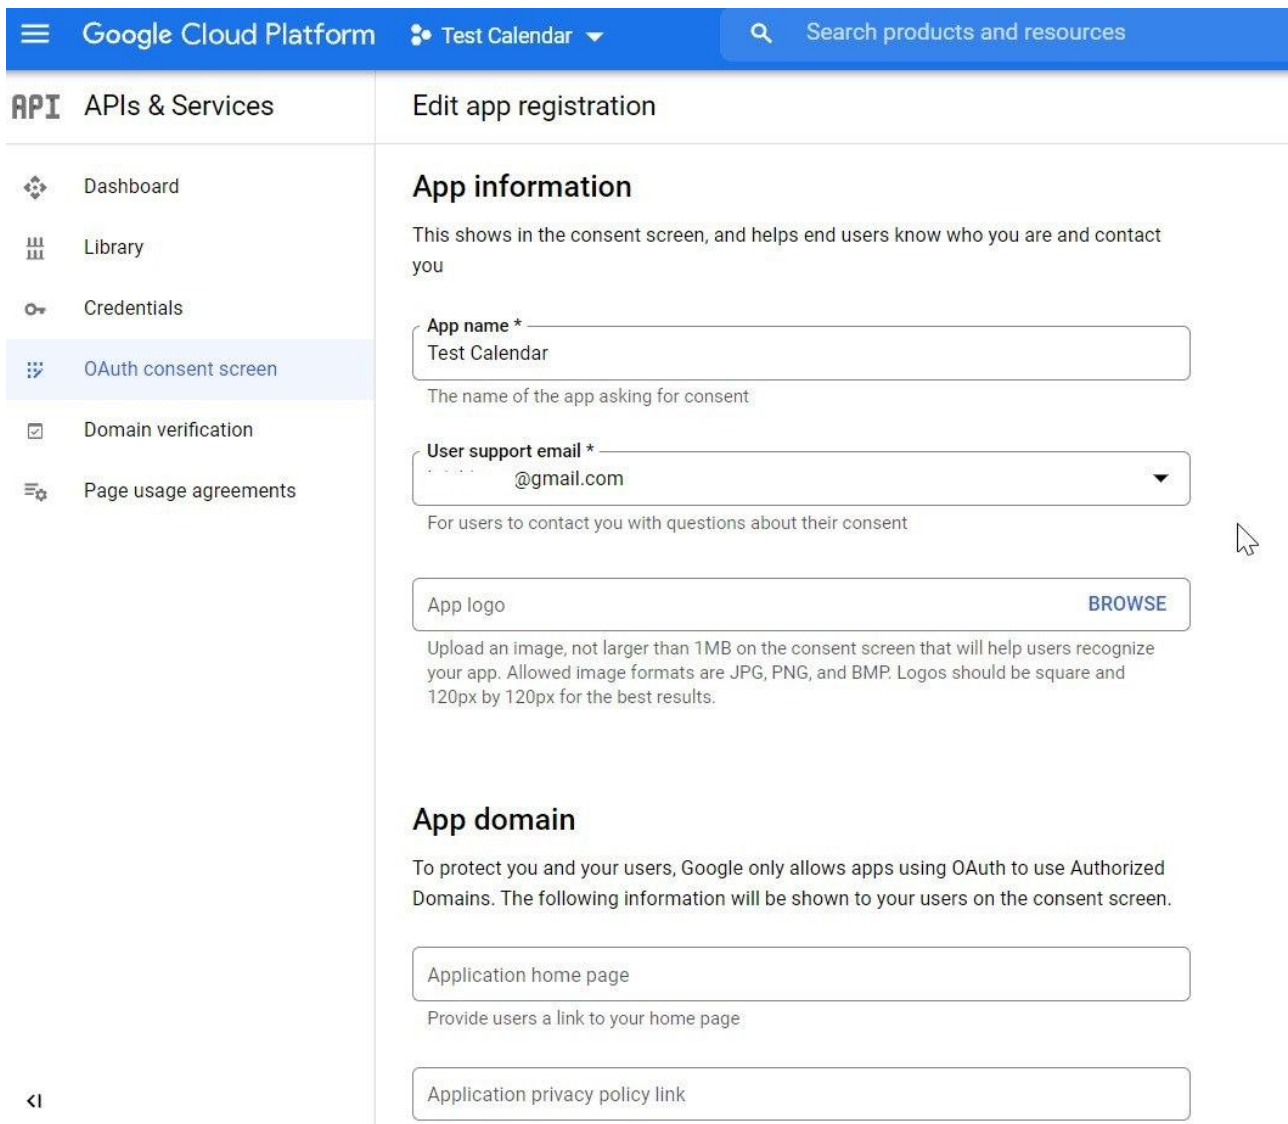 Google Cloud Platform
Test Calendar
Search products and resources
API APIs & Services
Dashboard
Library
Credentials
OAuth consent screen
Domain verification
Page usage agreements
Edit app registration
App information
This shows in the consent screen, and helps end users know who you are and contact
you
App name *
Test Calendar
The name of the app asking for consent
User support email *
@gmail.com
For users to contact you with questions about their consent
App logo
BROWSE
Upload an image, not larger than 1MB on the consent screen that will help users recognize
your app. Allowed image formats are JPG, PNG, and BMP. Logos should be square and
120px by 120px for the best results.
App domain
To protect you and your users, Google only allows apps using OAuth to use Authorized
Domains. The following information will be shown to your users on the consent screen.
Application home page
Provide users a link to your home page
Application privacy policy link